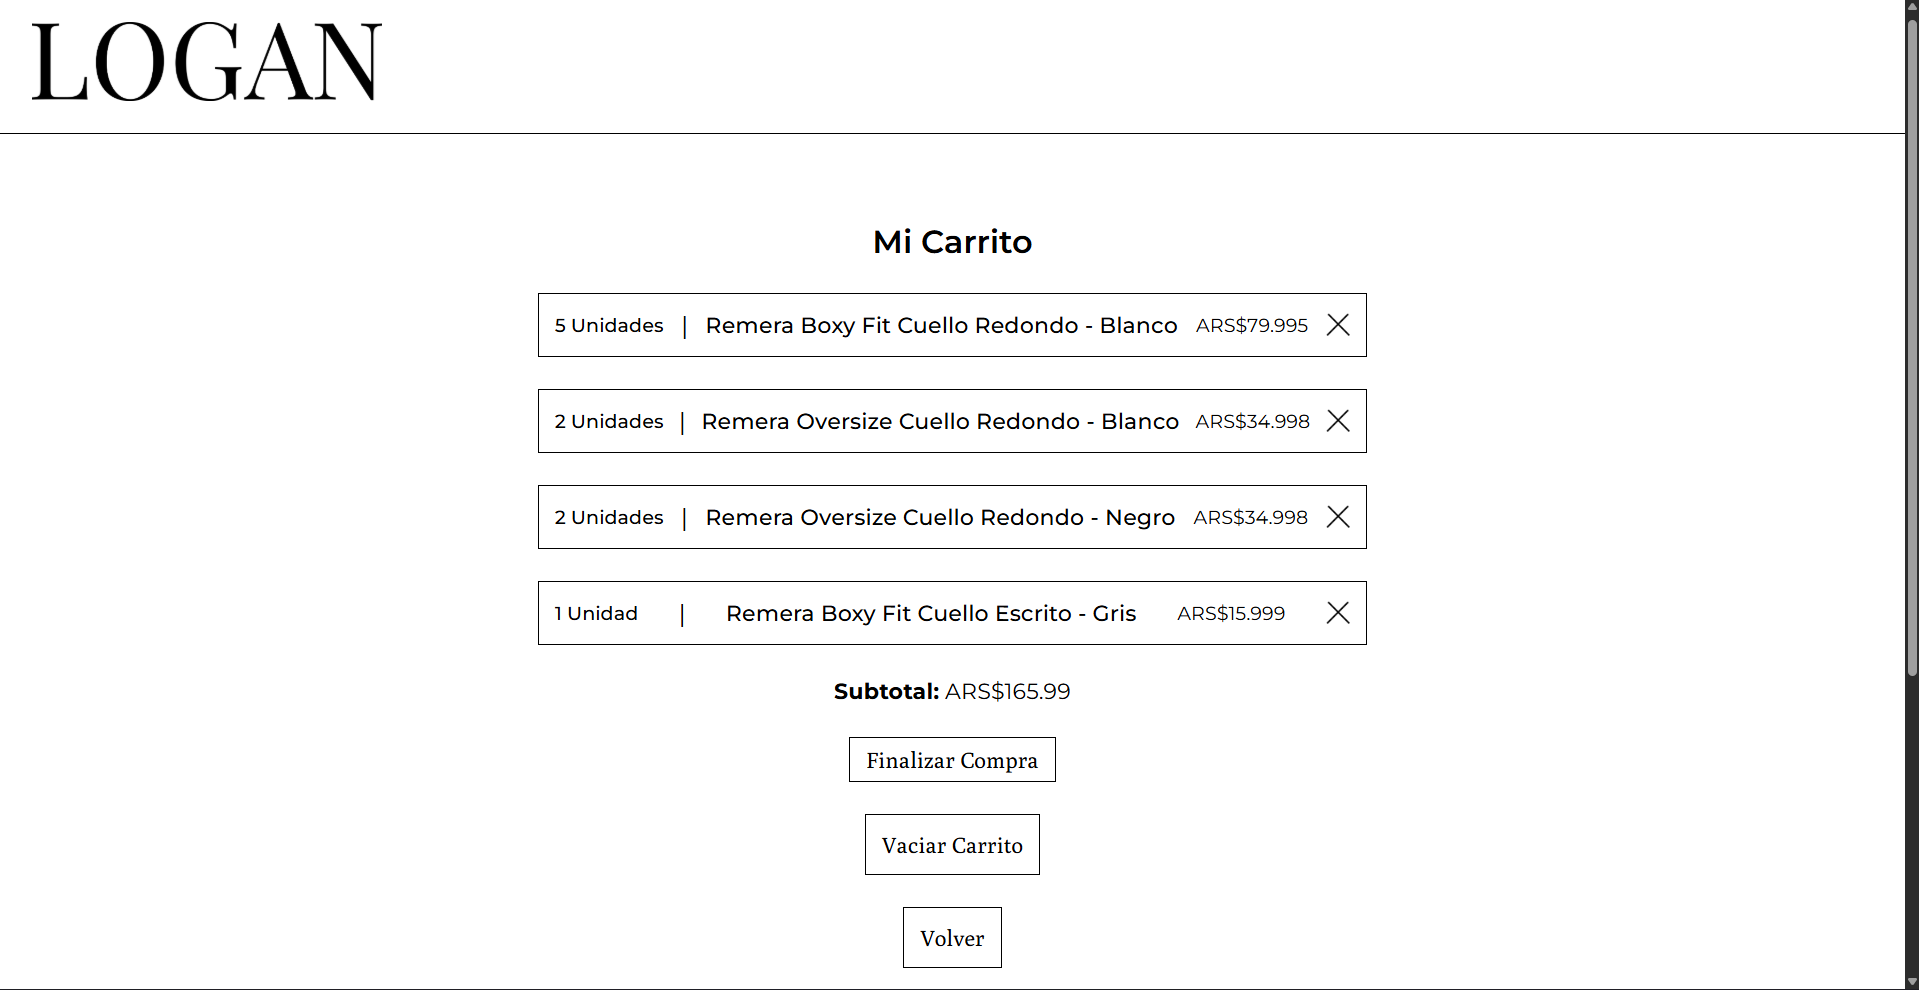 LOGAN
Mi Carrito
5 Unidades | Remera Boxy Fit Cuello Redondo - Blanco ARS$79.995
2 Unidades | Remera Oversize Cuello Redondo - Blanco ARS$34.998
2 Unidades | Remera Oversize Cuello Redondo - Negro ARS$34.998
1 Unidad | Remera Boxy Fit Cuello Escrito - Gris ARS$15.999
Subtotal: ARS$165.99
Finalizar Compra
Vaciar Carrito
Volver